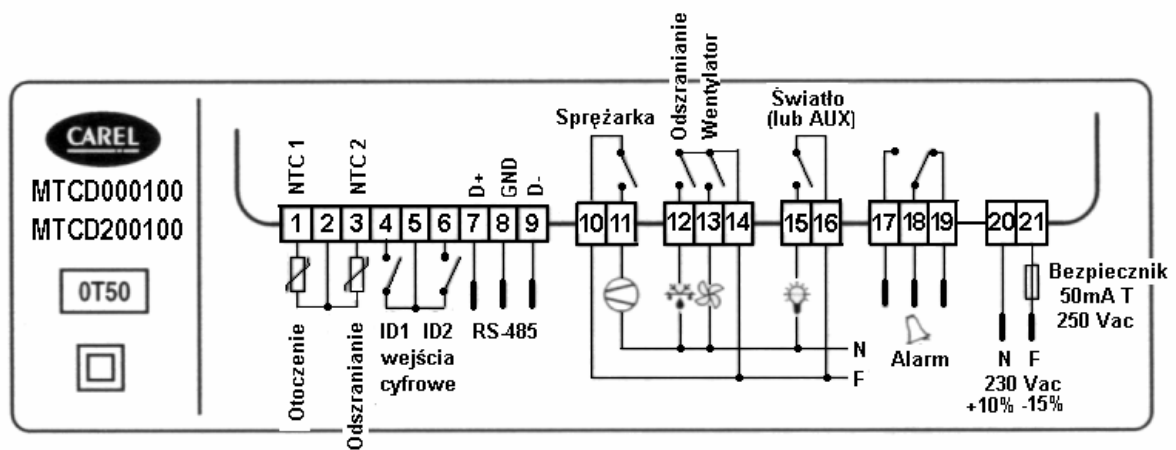 CAREL
MTCD000100
MTCD200100
0T50
NTC 1
NTC 2
D+
GND
D-
1 2 3 4 5 6 7 8 9
Otoczenie
Odszranianie
ID1 ID2
wejścia
cyfrowe
RS-485
Sprężarka
Odszranianie
Wentylator
Światło
(lub AUX)
10 11
12 13 14
15 16
17 18 19
20 21
N
F
Alarm
Bezpiecznik
50mA T
250 Vac
N F
230 Vac
+10% -15%